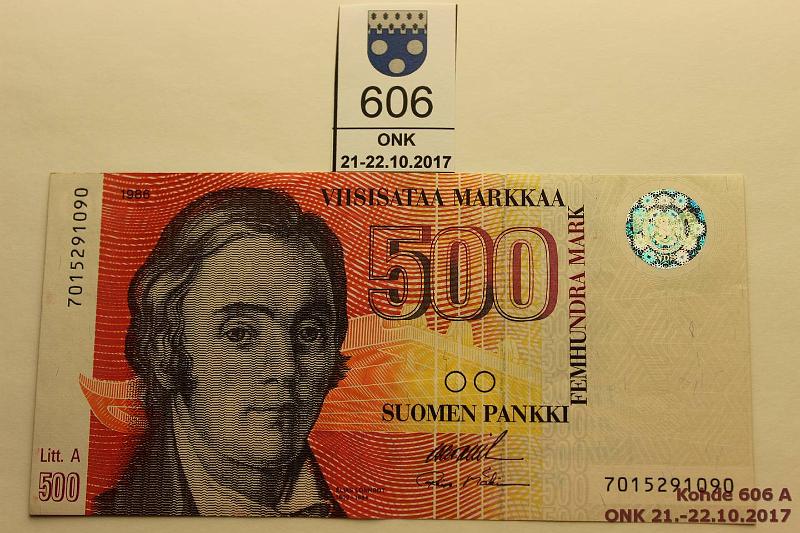 606
ONK
21-22.10.2017
7015291090
1986
VIISISATAA MARKKAA
500
FEMHUNDRA MARK
SUOMEN PANKKI
Litt. A
500
7015291090
Kohde 606 A
ONK 21.-22.10.2017